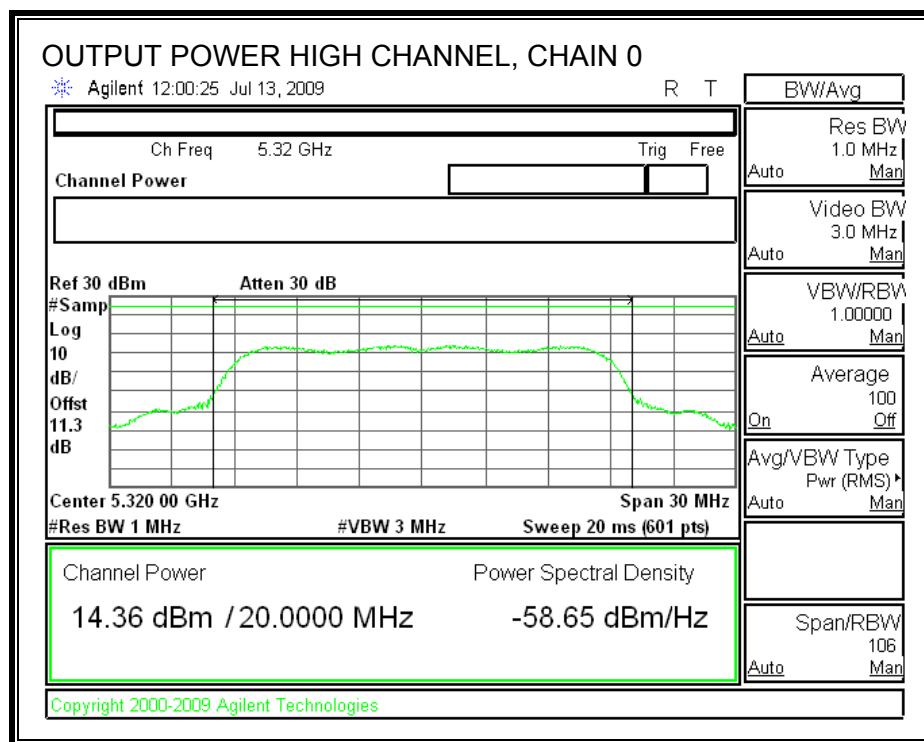 OUTPUT POWER HIGH CHANNEL, CHAIN 0
Agilent 12:00:25 Jul 13, 2009 R T
Ch Freq 5.32 GHz Trig Free
Channel Power
Ref 30 dBm Atten 30 dB
#Samp
Log
10
dB/
Offst
11.3
dB
Center 5.320 00 GHz Span 30 MHz
#Res BW 1 MHz #VBW 3 MHz Sweep 20 ms (601 pts)
Channel Power Power Spectral Density
14.36 dBm / 20.0000 MHz -58.65 dBm/Hz
Copyright 2000-2009 Agilent Technologies
BW/Avg
Res BW
1.0 MHz
Auto Man
Video BW
3.0 MHz
Auto Man
VBW/RBW
1.00000
Auto Man
Average
100
On Off
Avg/VBW Type
Pwr (RMS)
Auto Man
Span/RBW
106
Auto Man